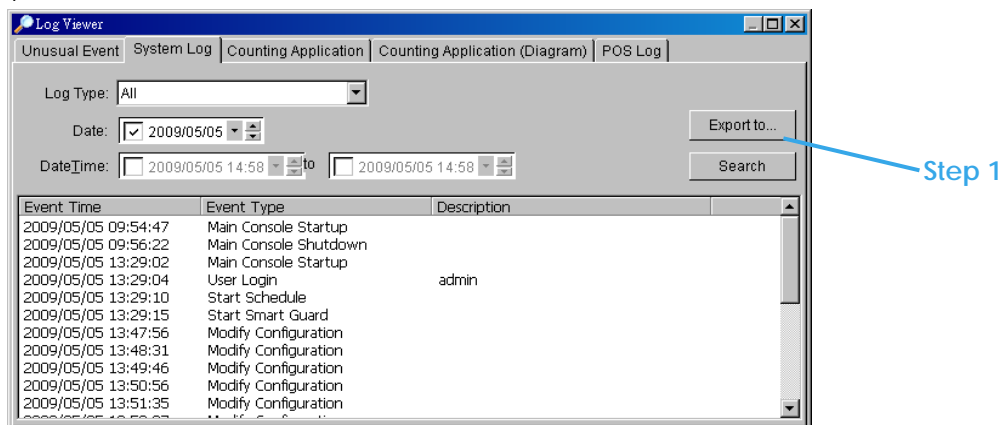 Log Viewer
Unusual Event System Log Counting Application Counting Application (Diagram) POS Log
Log Type: All
Date: 2009/05/05
Export to...
DateTime: 2009/05/05 14:58 to 2009/05/05 14:58
Search
Step 1
Event Time Event Type Description
2009/05/05 09:54:47 Main Console Startup
2009/05/05 09:56:22 Main Console Shutdown
2009/05/05 13:29:02 Main Console Startup
2009/05/05 13:29:04 User Login admin
2009/05/05 13:29:10 Start Schedule
2009/05/05 13:29:15 Start Smart Guard
2009/05/05 13:47:56 Modify Configuration
2009/05/05 13:48:31 Modify Configuration
2009/05/05 13:49:46 Modify Configuration
2009/05/05 13:50:56 Modify Configuration
2009/05/05 13:51:35 Modify Configuration